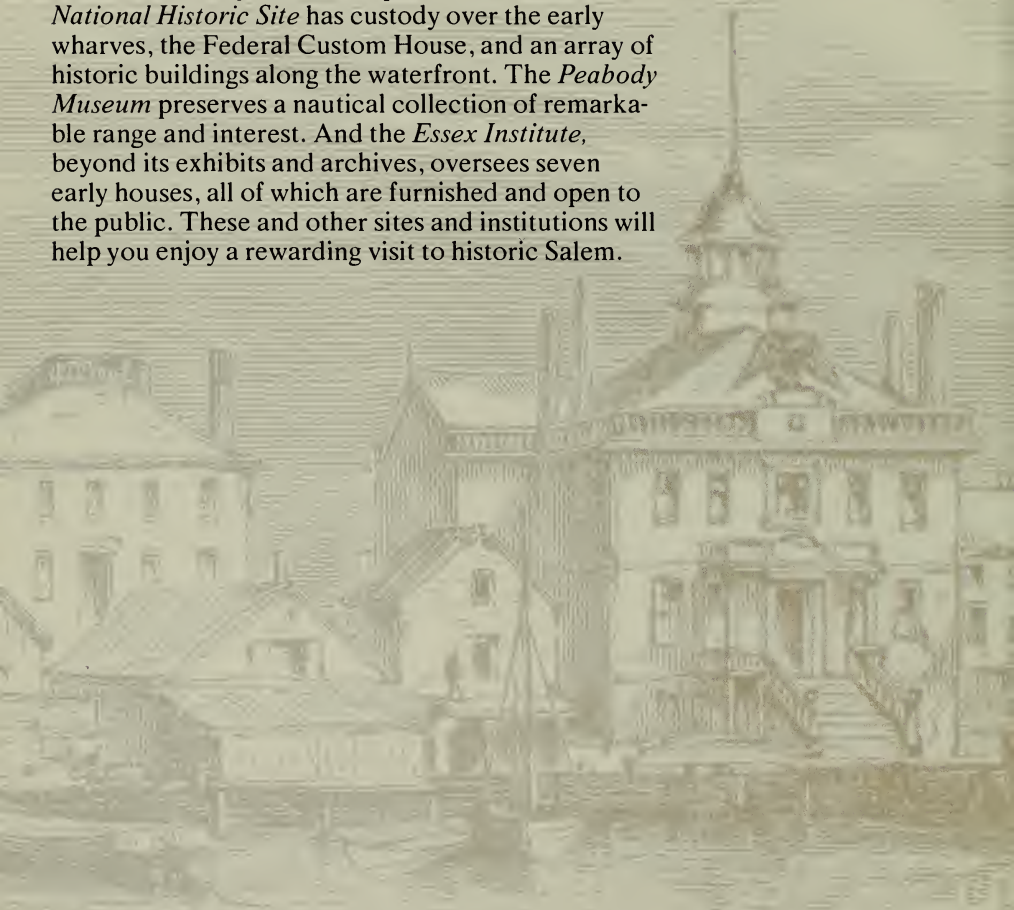 National Historic Site has custody over the early
wharves, the Federal Custom House, and an array of
historic buildings along the waterfront. The Peabody
Museum preserves a nautical collection of remarka-
ble range and interest. And the Essex Institute,
beyond its exhibits and archives, oversees seven
early houses, all of which are furnished and open to
the public. These and other sites and institutions will
help you enjoy a rewarding visit to historic Salem.